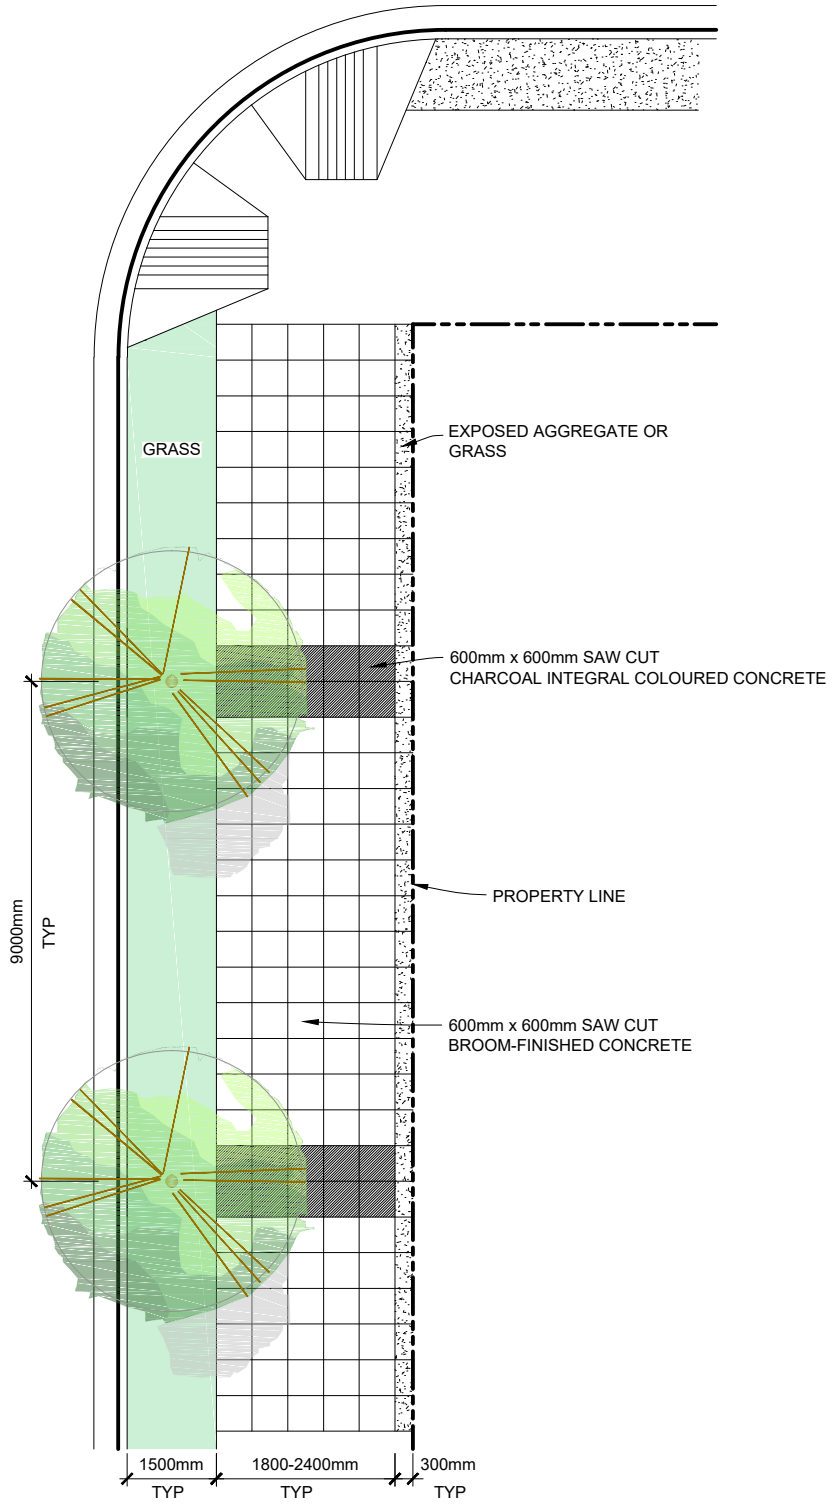 GRASS
EXPOSED AGGREGATE OR
GRASS
600mm x 600mm SAW CUT
CHARCOAL INTEGRAL COLOURED CONCRETE
9000mm
TYP
PROPERTY LINE
600mm x 600mm SAW CUT
BROOM-FINISHED CONCRETE
1500mm
TYP
1800-2400mm
TYP
300mm
TYP